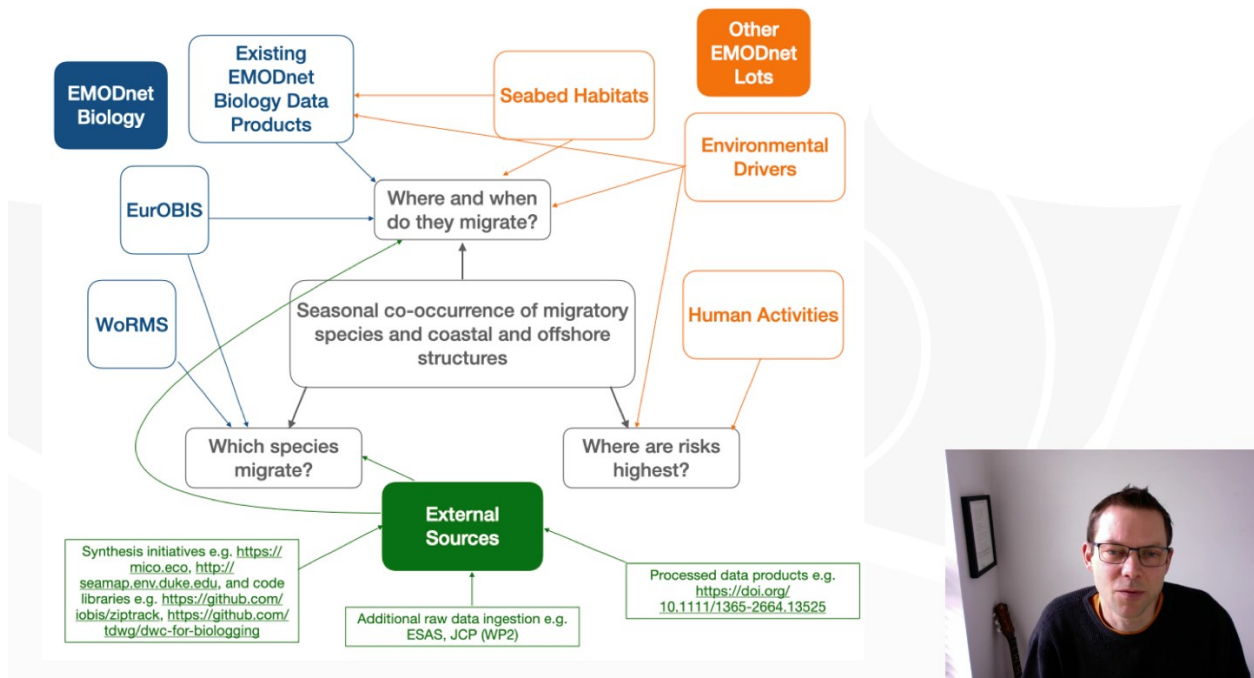 EMODnet
Biology
Existing
EMODnet
Biology Data
Products
Seabed Habitats
Other
EMODnet
Lots
Environmental
Drivers
EurOBIS
Where and when
do they migrate?
WoRMS
Seasonal co-occurrence of migratory
species and coastal and offshore
structures
Human Activities
Which species
migrate?
Where are risks
highest?
External
Sources
Synthesis initiatives e.g. https://
mico.eco, http://
seamap.env.duke.edu, and code
libraries e.g. https://github.com/
iobis/ziptrack, https://github.com/
tdwg/dwc-for-biologging
Additional raw data ingestion e.g.
ESAS, JCP (WP2)
Processed data products e.g.
https://doi.org/
10.1111/1365-2664.13525